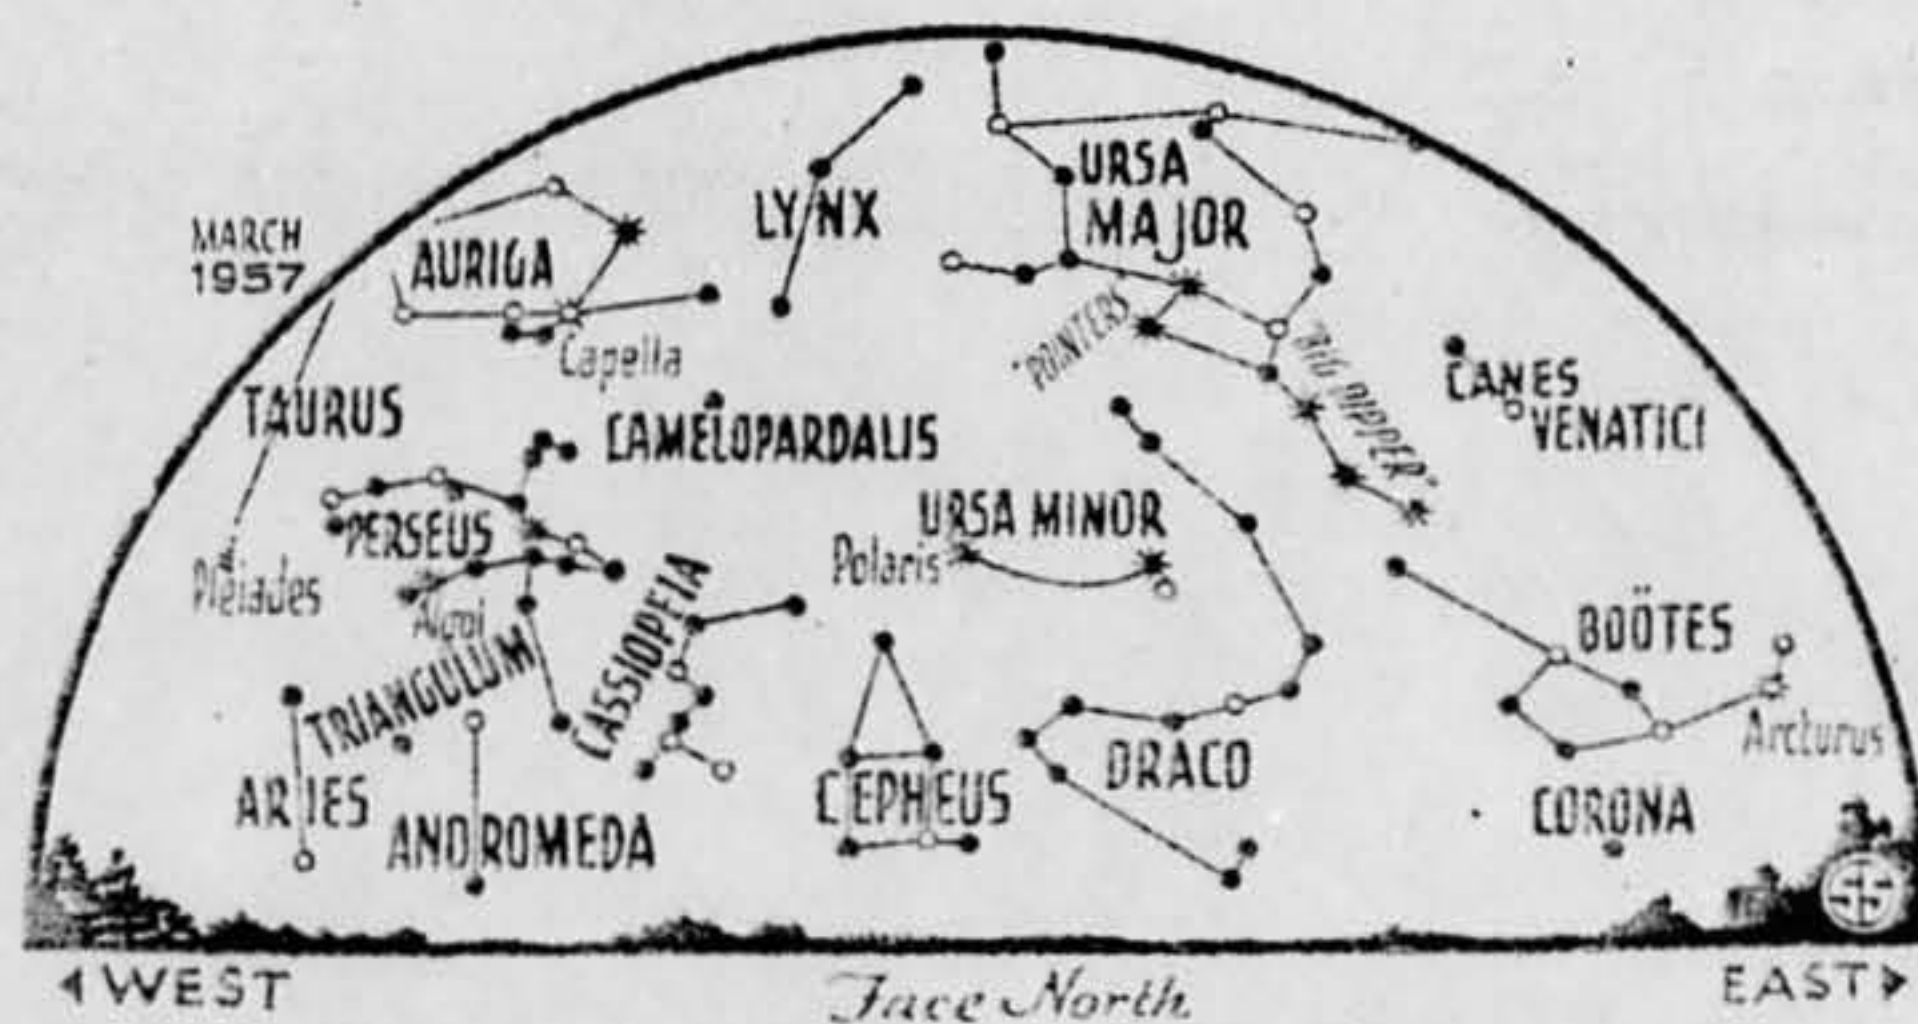 MARCH
1957
AURIGA
Capella
LYNX
URSA
MAJOR
"POINTERS"
"BIG DIPPER"
CANES
VENATICI
TAURUS
CAMELOPARDALIS
PERSEUS
Pleiades
Algol
URSA MINOR
Polaris
CASSIOPEIA
TRIANGULUM
BOÖTES
Arcturus
ARIES
ANDROMEDA
CEPHEUS
DRACO
CORONA
WEST
Face North
EAST